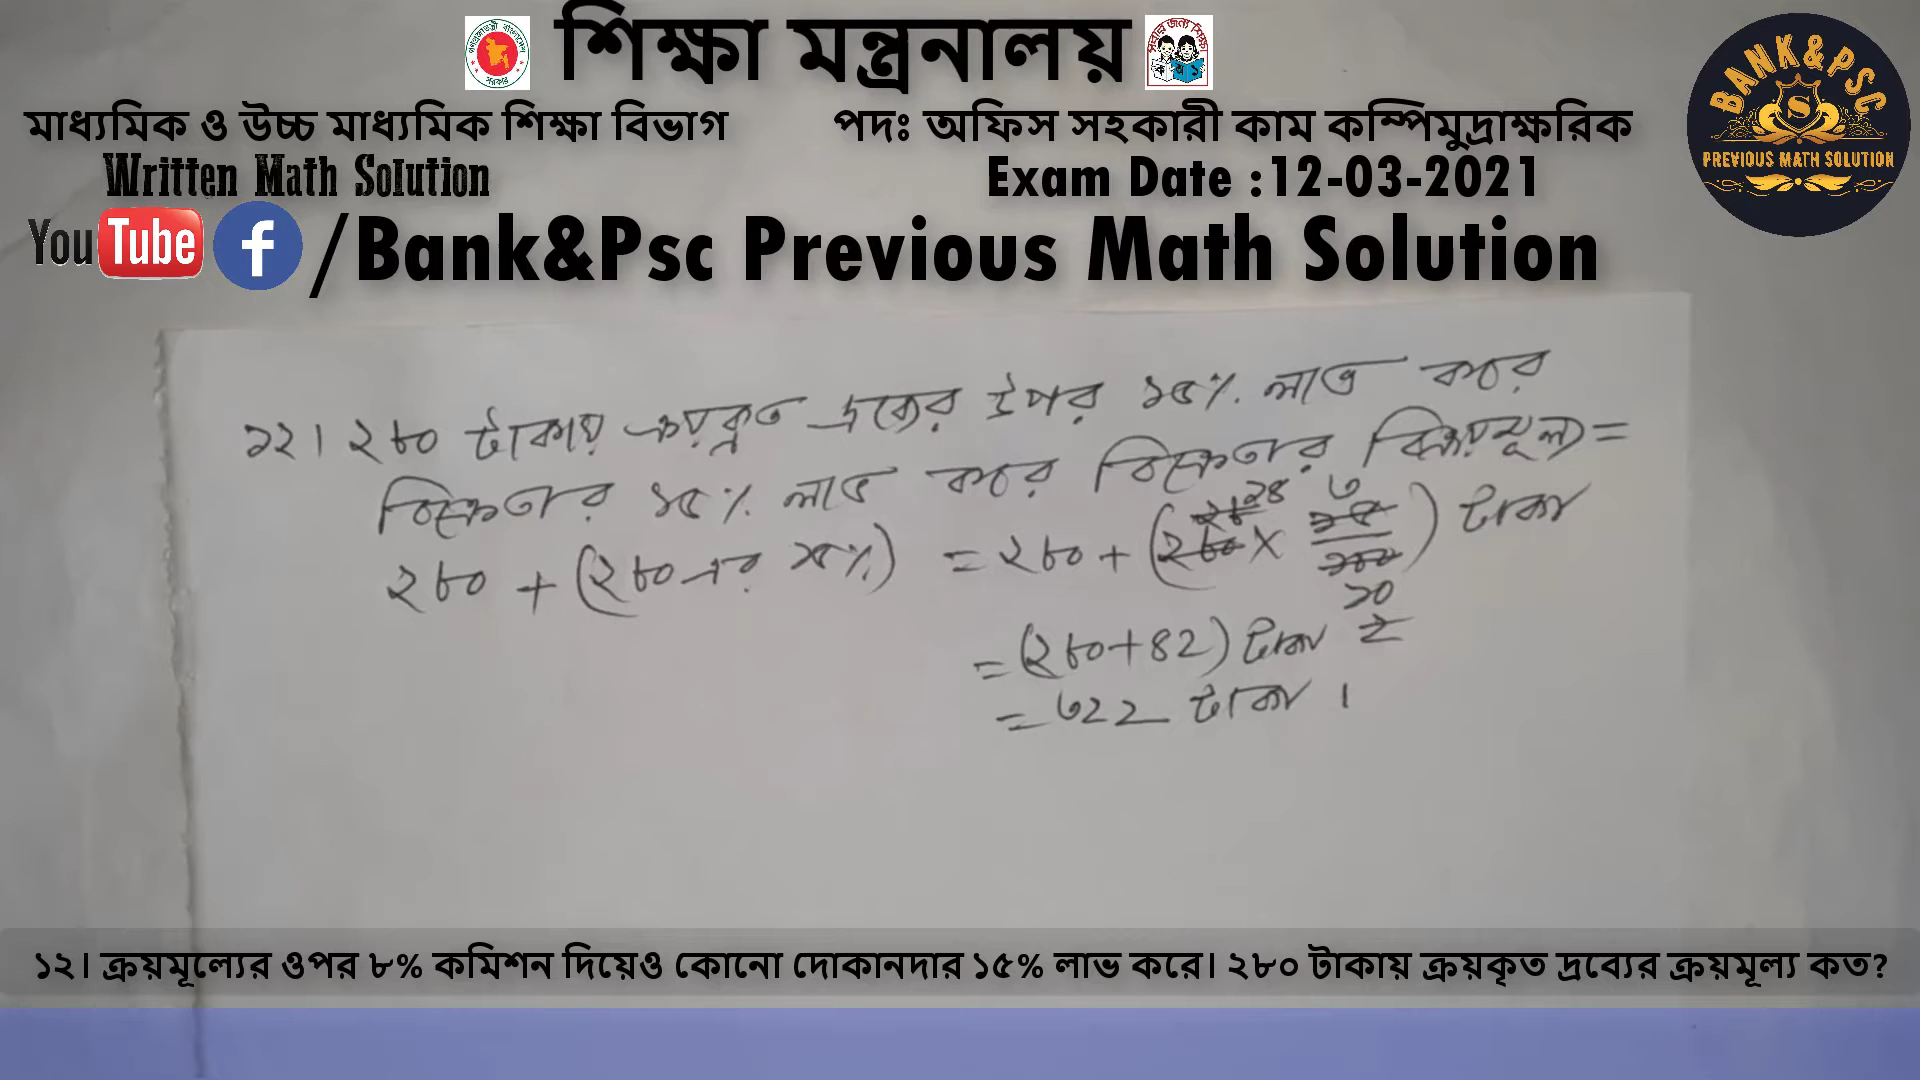 শিক্ষা মন্ত্রনালয়
মাধ্যমিক ও উচ্চ মাধ্যমিক শিক্ষা বিভাগ
পদঃ অফিস সহকারী কাম কম্পিমুদ্রাক্ষরিক
Written Math Solution
Exam Date :12-03-2021
YouTube f /Bank&Psc Previous Math Solution
BANK&PSC
S
PREVIOUS MATH SOLUTION
১২। ২৮০ টাকায় ক্রয়কৃত দ্রব্যের উপর ১৫% লাভ করে
বিক্রেতার ১৫% লাভ করে বিক্রেতার বিক্রয়মূল্য =
২৮০ + (২৮০ এর ১৫%) = ২৮০ + (২৮০ × ১৫/১০০) টাকা
= (২৮০+৪২) টাকা
= ৩২২ টাকা।
১২। ক্রয়মূল্যের ওপর ৮% কমিশন দিয়েও কোনো দোকানদার ১৫% লাভ করে। ২৮০ টাকায় ক্রয়কৃত দ্রব্যের ক্রয়মূল্য কত?